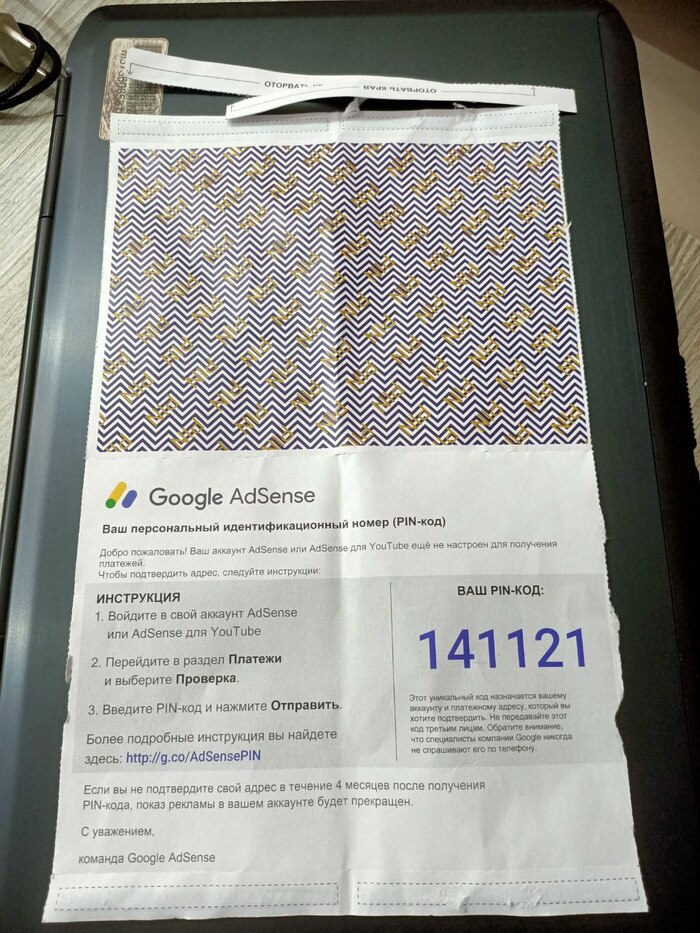 ОТОРВАТЬ
ОТОРВАТЬ КРАЯ
Google AdSense
Ваш персональный идентификационный номер (PIN-код)
Добро пожаловать! Ваш аккаунт AdSense или AdSense для YouTube ещё не настроен для получения
платежей.
Чтобы подтвердить адрес, следуйте инструкции:
ИНСТРУКЦИЯ
1. Войдите в свой аккаунт AdSense
или AdSense для YouTube
2. Перейдите в раздел Платежи
и выберите Проверка.
3. Введите PIN-код и нажмите Отправить.
Более подробные инструкция вы найдете
здесь: http://g.co/AdSensePIN
ВАШ PIN-КОД:
141121
Этот уникальный код назначается вашему
аккаунту и платежному адресу, который вы
хотите подтвердить. Не передавайте этот
код третьим лицам. Обратите внимание,
что специалисты компании Google никогда
не спрашивают его по телефону.
Если вы не подтвердите свой адрес в течение 4 месяцев после получения
PIN-кода, показ рекламы в вашем аккаунте будет прекращен.
С уважением,
команда Google AdSense